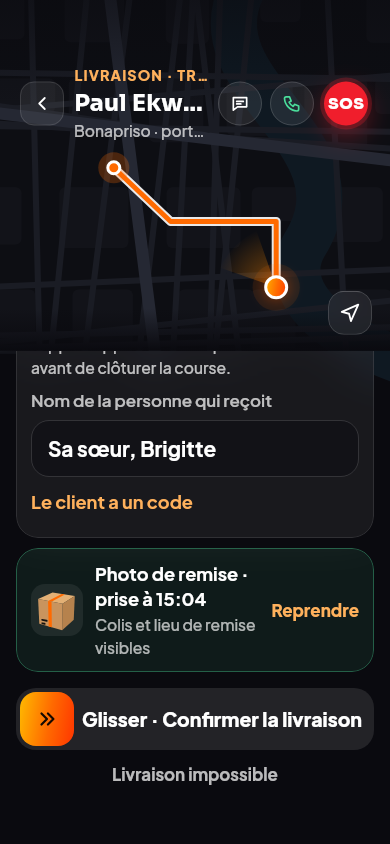 LIVRAISON · TR…
Paul Ekw…
Bonapriso · port…
SOS
avant de clôturer la course.
Nom de la personne qui reçoit
Sa sœur, Brigitte
Le client a un code
Photo de remise ·
prise à 15:04
Reprendre
Colis et lieu de remise
visibles
Glisser · Confirmer la livraison
Livraison impossible